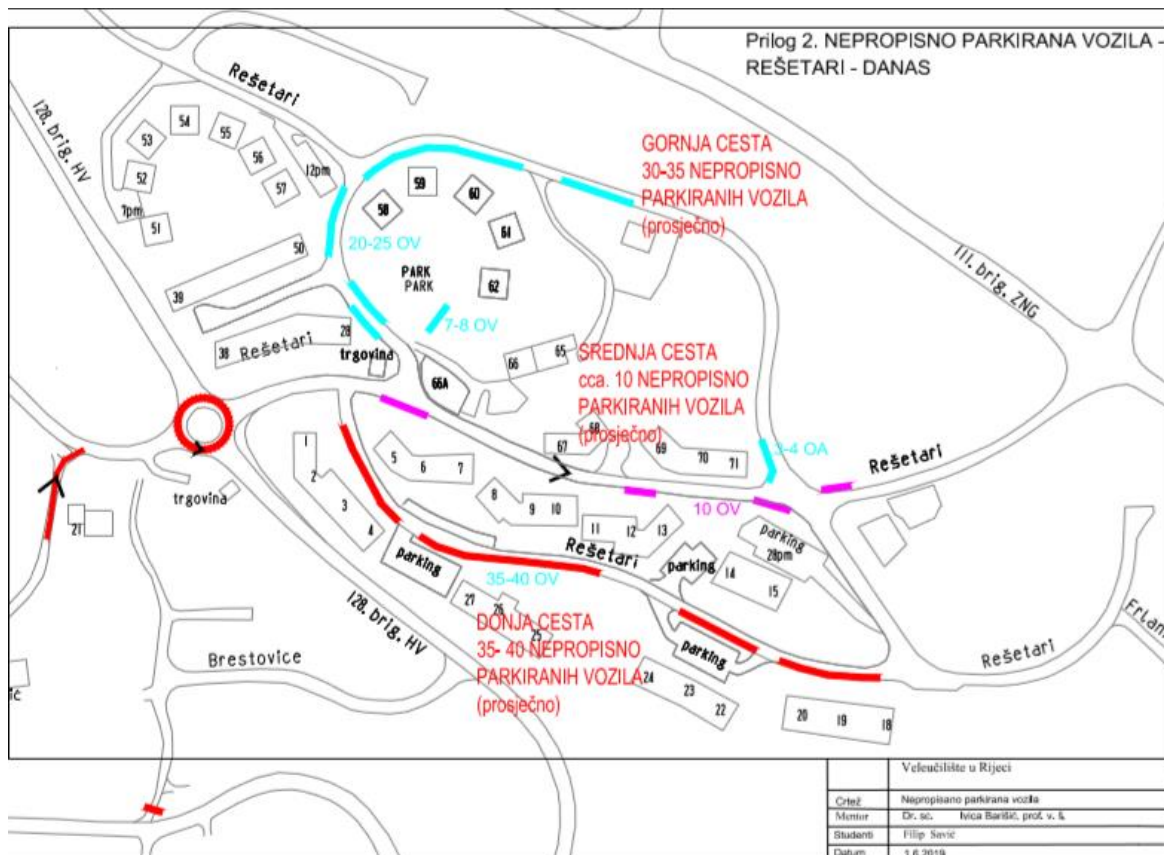 Prilog 2. NEPROPISNO PARKIRANA VOZILA -
REŠETARI - DANAS
Rešetari
128. brig. HV
54
53
55
56
52
57
12pm
7pm
51
50
39
59
60
58
61
62
20-25 OV
PARK
PARK
7-8 OV
GORNJA CESTA
30-35 NEPROPISNO
PARKIRANIH VOZILA
(prosječno)
III. brig. ZNG
38
Rešetari
28
trgovina
66A
66
65
SREDNJA CESTA
cca. 10 NEPROPISNO
PARKIRANIH VOZILA
(prosječno)
67
68
69
70
71
3-4 OA
Rešetari
10 OV
1
2
3
4
5
6
7
8
9
10
11
12
13
trgovina
21
parking
Rešetari
parking
parking
28pm
14
15
35-40 OV
27
26
25
DONJA CESTA
35- 40 NEPROPISNO
PARKIRANIH VOZILA
(prosječno)
128. brig. HV
Brestovice
parking
24
23
22
20
19
18
Rešetari
Frlan
Veleučilište u Rijeci
Crtež
Nepropisano parkirana vozila
Mentor
Dr. sc. Ivica Barišić, prof. v. š.
Studenti
Filip Savić
Datum
1.6.2019.